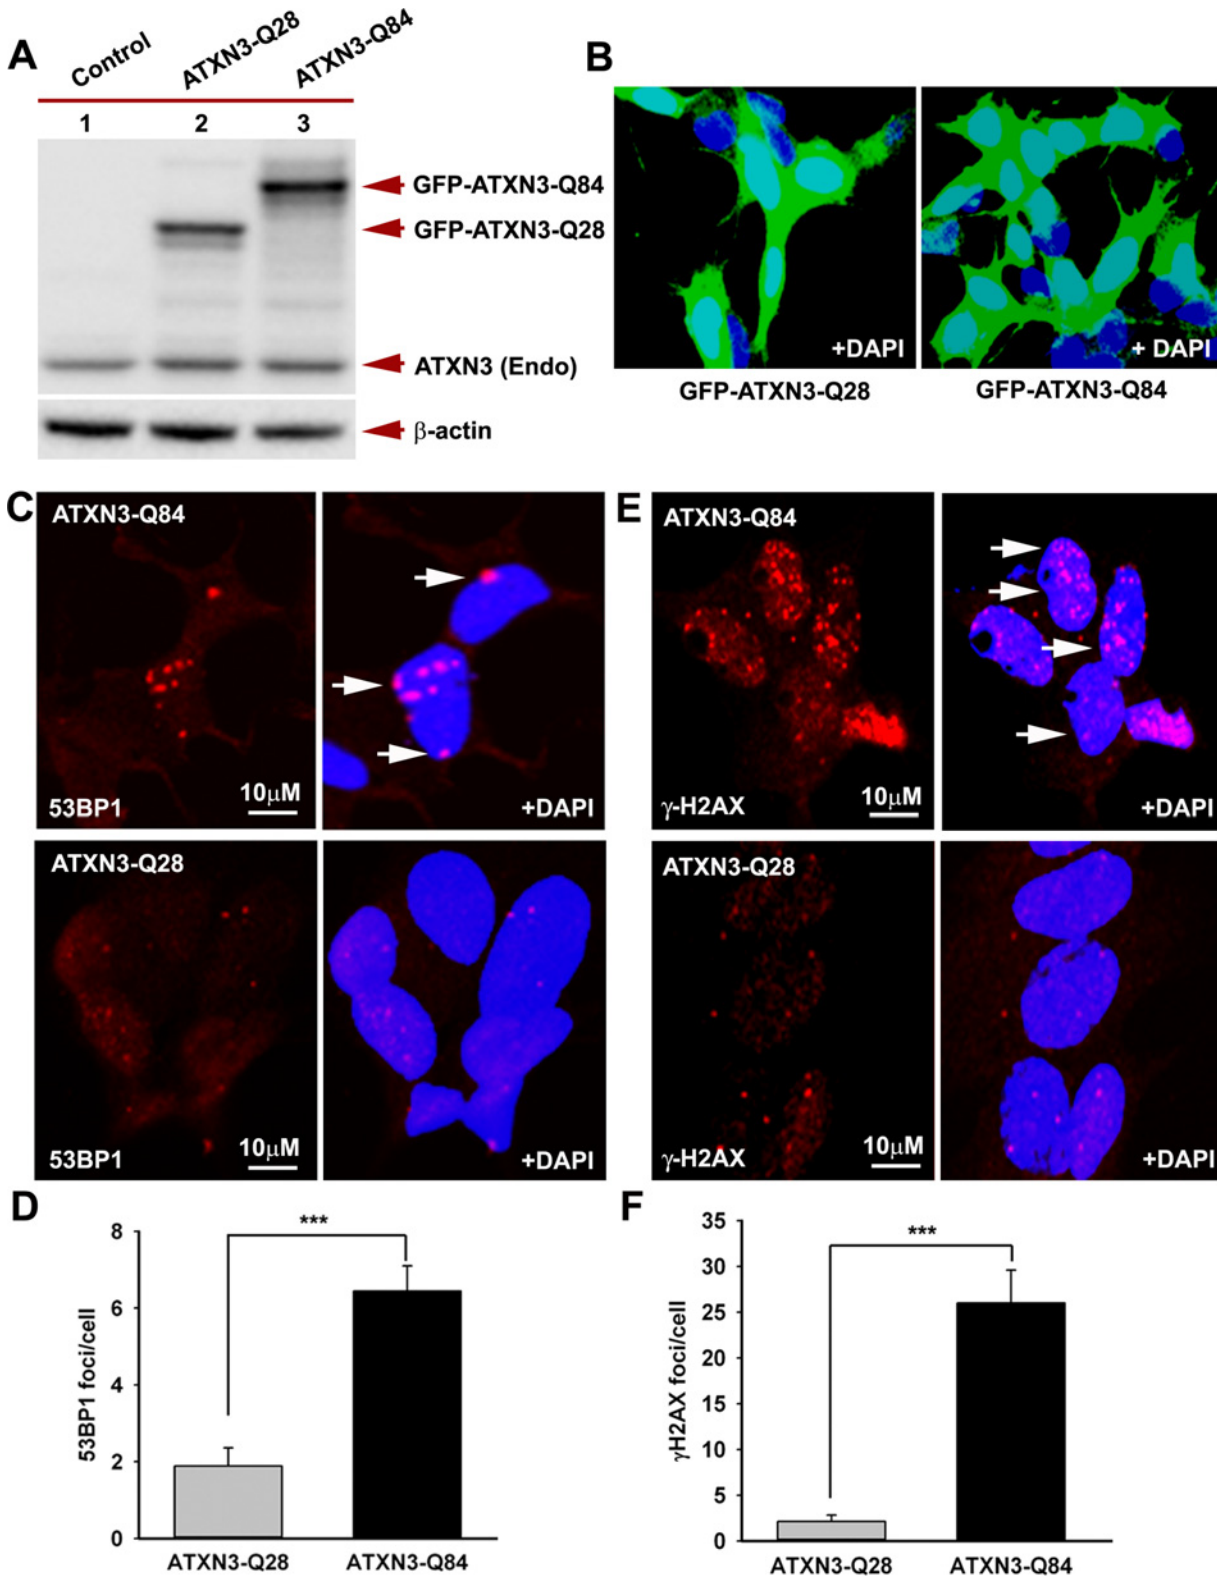 A
Control
ATXN3-Q28
ATXN3-Q84
1 2 3
GFP-ATXN3-Q84
GFP-ATXN3-Q28
ATXN3 (Endo)
β-actin
B
+DAPI
+ DAPI
GFP-ATXN3-Q28
GFP-ATXN3-Q84
C
ATXN3-Q84
53BP1
10μM
+DAPI
ATXN3-Q28
53BP1
10μM
+DAPI
E
ATXN3-Q84
γ-H2AX
10μM
+DAPI
ATXN3-Q28
γ-H2AX
10μM
+DAPI
D
53BP1 foci/cell
8
6
4
2
0
***
ATXN3-Q28
ATXN3-Q84
F
γH2AX foci/cell
35
30
25
20
15
10
5
0
***
ATXN3-Q28
ATXN3-Q84